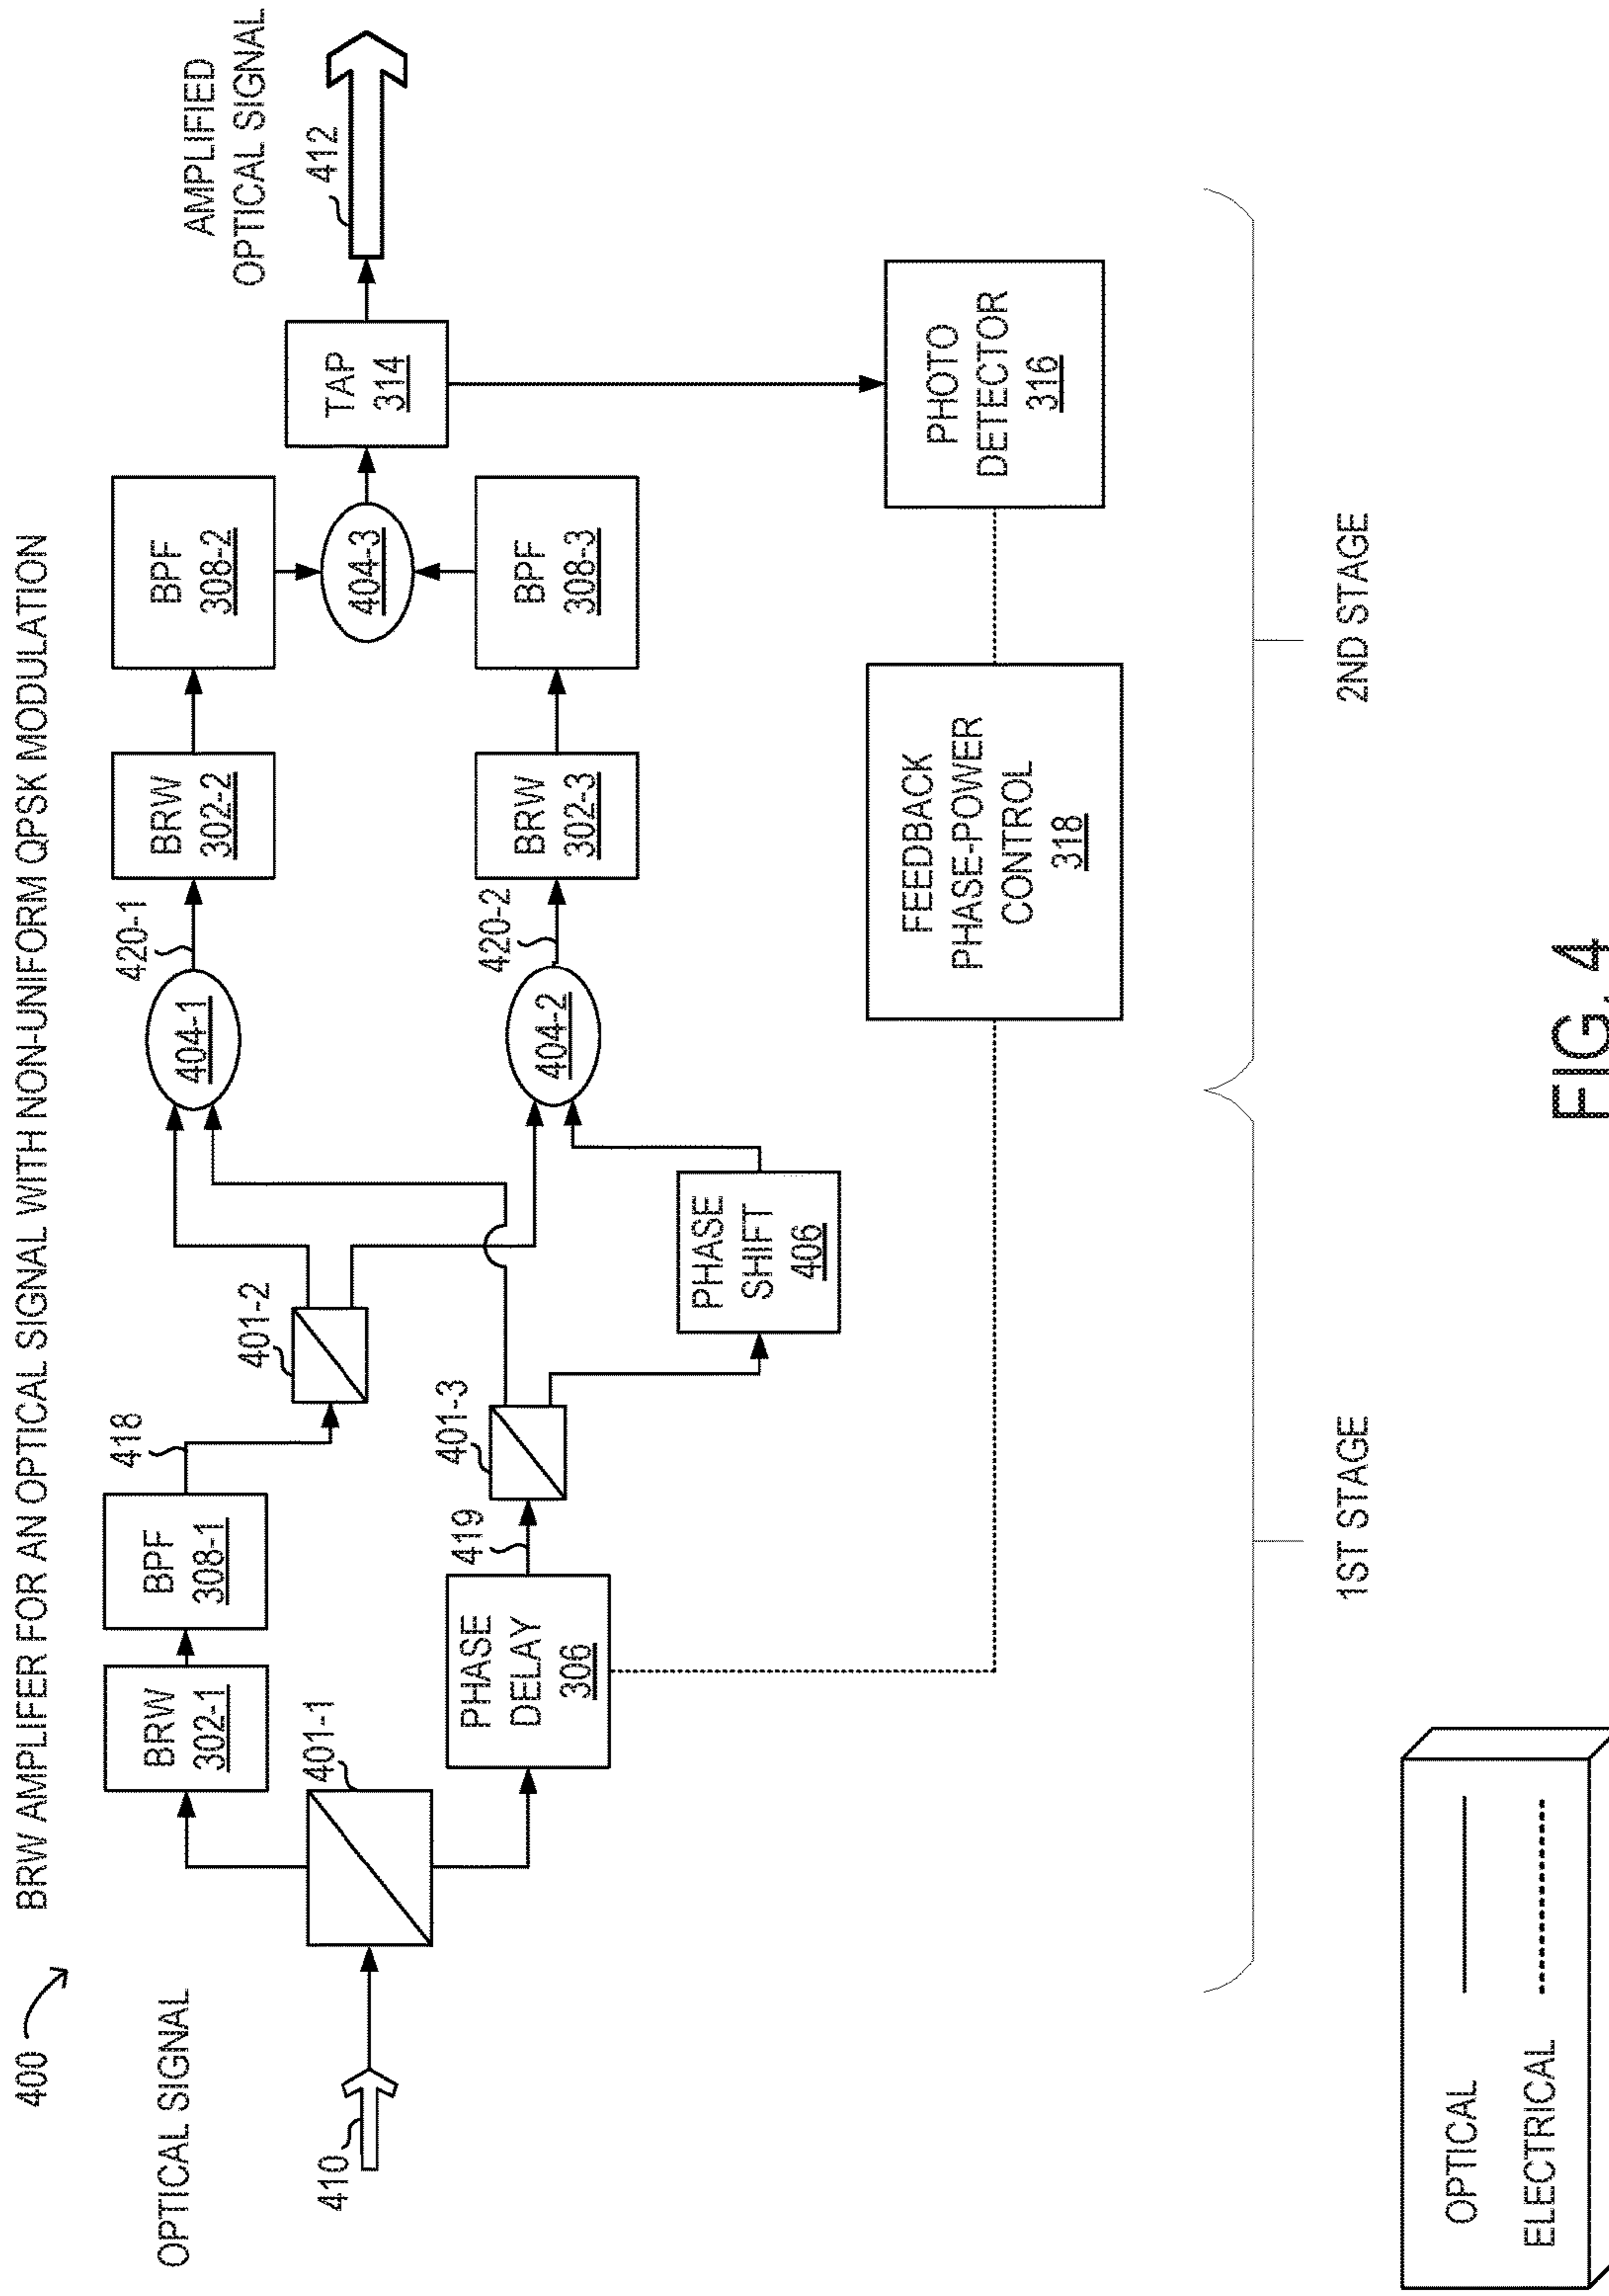 BRW AMPLIFER FOR AN OPTICAL SIGNAL WITH NON-UNIFORM QPSK MODULATION
400
OPTICAL SIGNAL
410
401-1
BRW
302-1
BPF
308-1
418
401-2
PHASE
DELAY
306
419
401-3
PHASE
SHIFT
406
404-1
420-1
404-2
420-2
BRW
302-2
BRW
302-3
BPF
308-2
BPF
308-3
404-3
TAP
314
AMPLIFIED
OPTICAL SIGNAL
412
PHOTO
DETECTOR
316
FEEDBACK
PHASE-POWER
CONTROL
318
1ST STAGE
2ND STAGE
OPTICAL
ELECTRICAL
FIG. 4